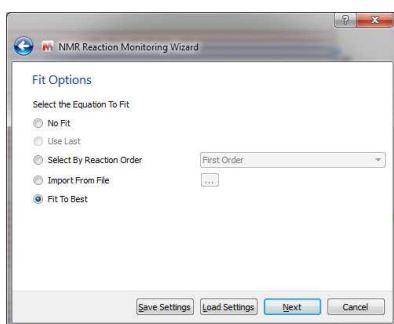 NMR Reaction Monitoring Wizard
Fit Options
Select the Equation To Fit
No Fit
Use Last
Select By Reaction Order First Order
Import From File ...
Fit To Best
Save Settings Load Settings Next Cancel